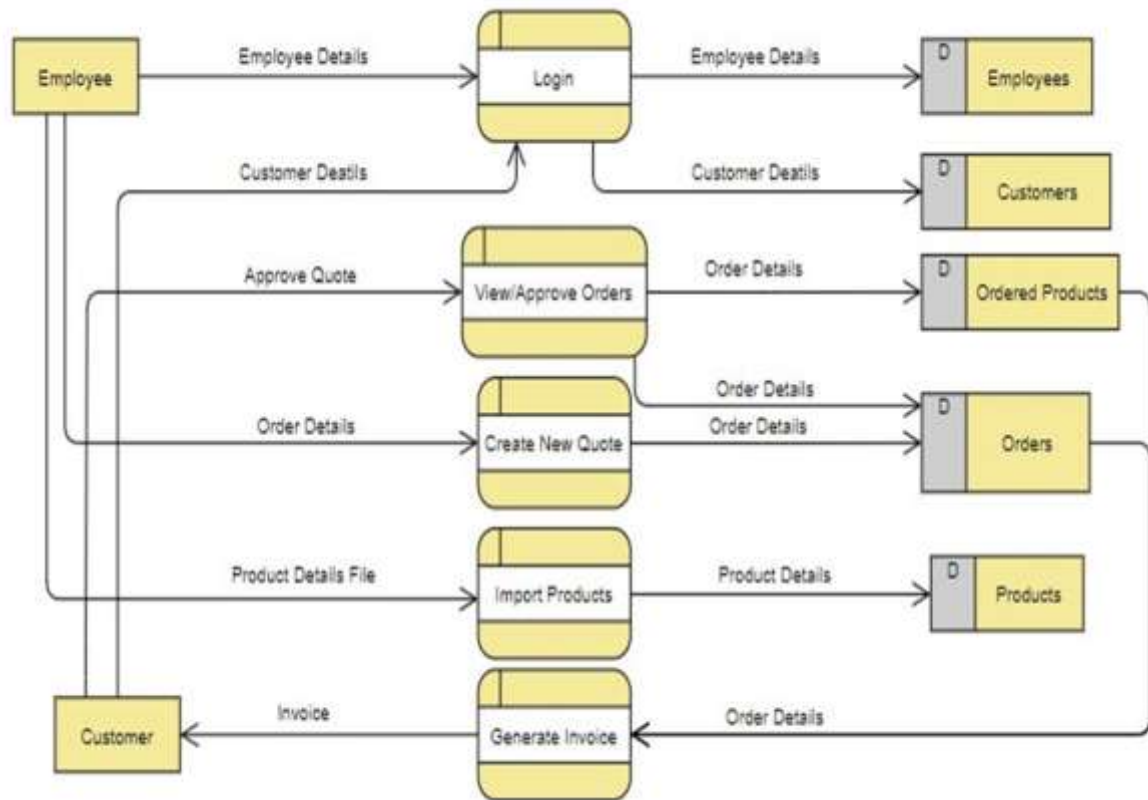 Employee Details
Employee Details
D
Employee
Login
Employees
Customer Deatils
Customer Deatils
D
Customers
Approve Quote
Order Details
D
View/Approve Orders
Ordered Products
Order Details
D
Order Details
Order Details
Create New Quote
Orders
Product Details File
Product Details
D
Import Products
Products
Invoice
Order Details
Customer
Generate Invoice